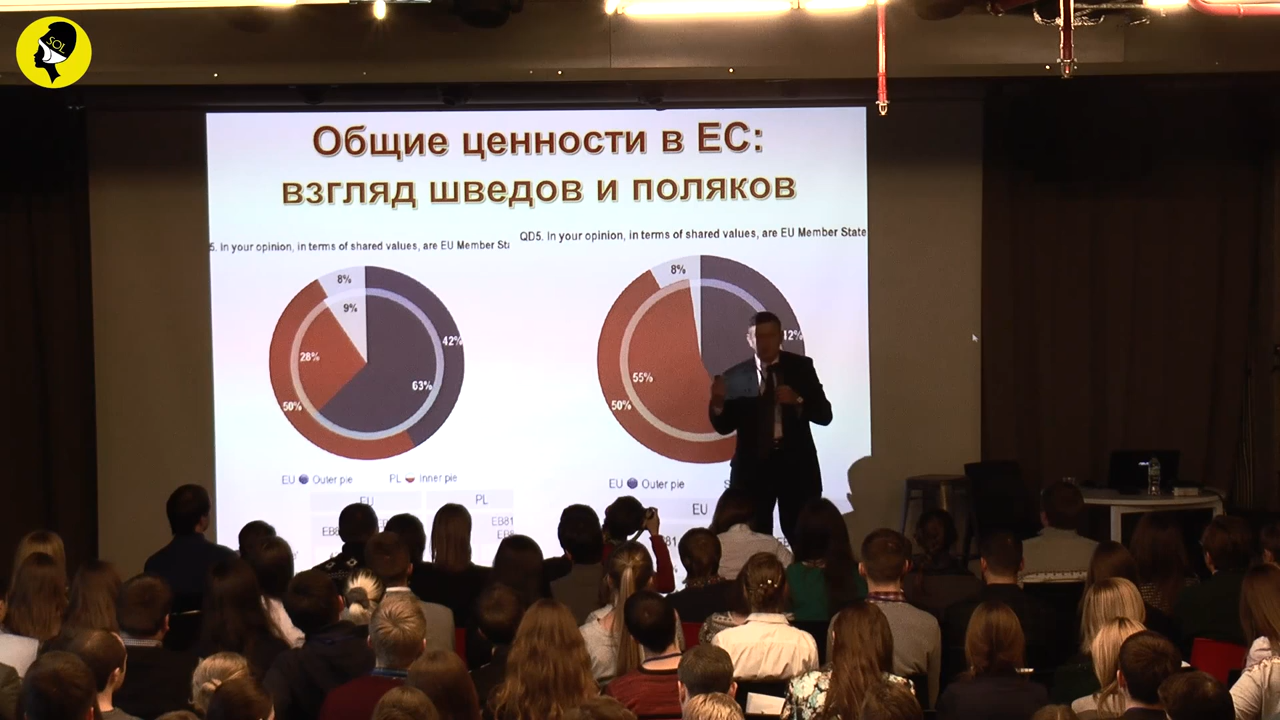 SOL
Общие ценности в ЕС:
взгляд шведов и поляков
5. In your opinion, in terms of shared values, are EU Member
QD5. In your opinion, in terms of shared values, are EU Member State
8%
9%
42%
28%
63%
50%
8%
12%
55%
50%
EU Outer pie PL Inner pie
EU Outer pie S
EU PL
EB81
EU